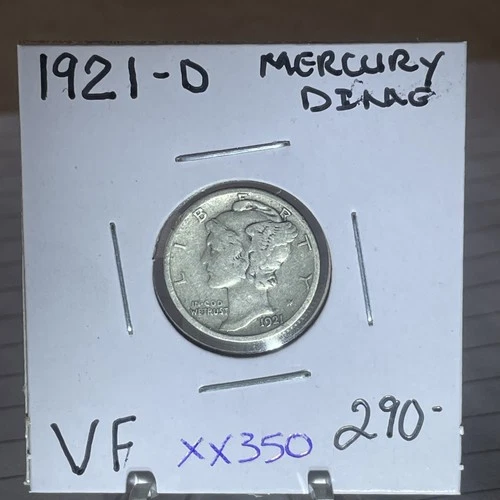 1921-D MERCURY
DIME
LIBERTY
IN GOD
WE TRUST
1921
VF XX350 290-